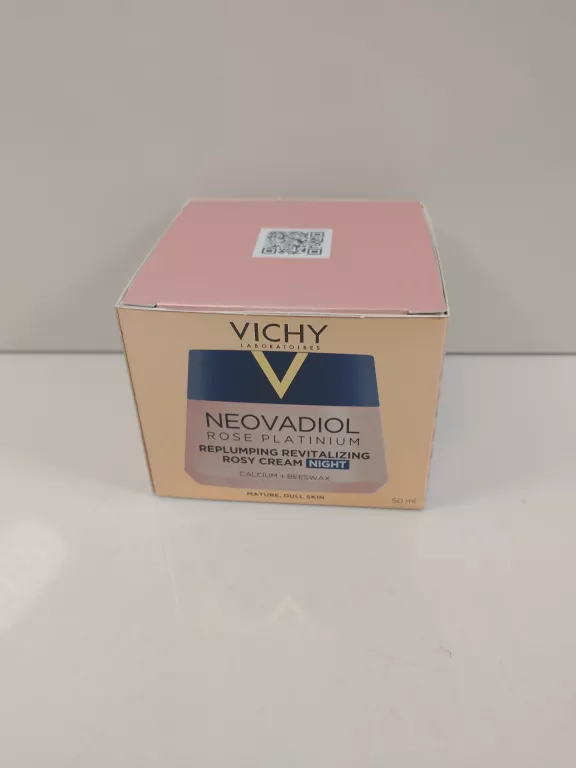 VICHY
LABORATOIRES
NEOVADIOL
ROSE PLATINIUM
REPLUMPING REVITALIZING
ROSY CREAM NIGHT
CALCIUM + BEESWAX
MATURE, DULL SKIN
50 ml